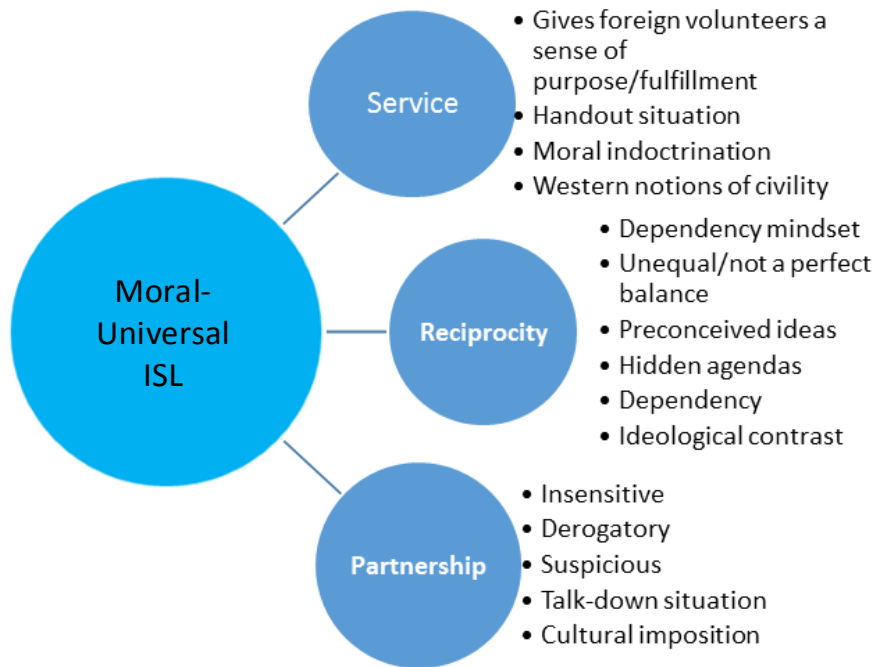 Moral-
Universal
ISL
Service
• Gives foreign volunteers a
sense of
purpose/fulfillment
• Handout situation
• Moral indoctrination
• Western notions of civility
Reciprocity
• Dependency mindset
• Unequal/not a perfect
balance
• Preconceived ideas
• Hidden agendas
• Dependency
• Ideological contrast
Partnership
• Insensitive
• Derogatory
• Suspicious
• Talk-down situation
• Cultural imposition